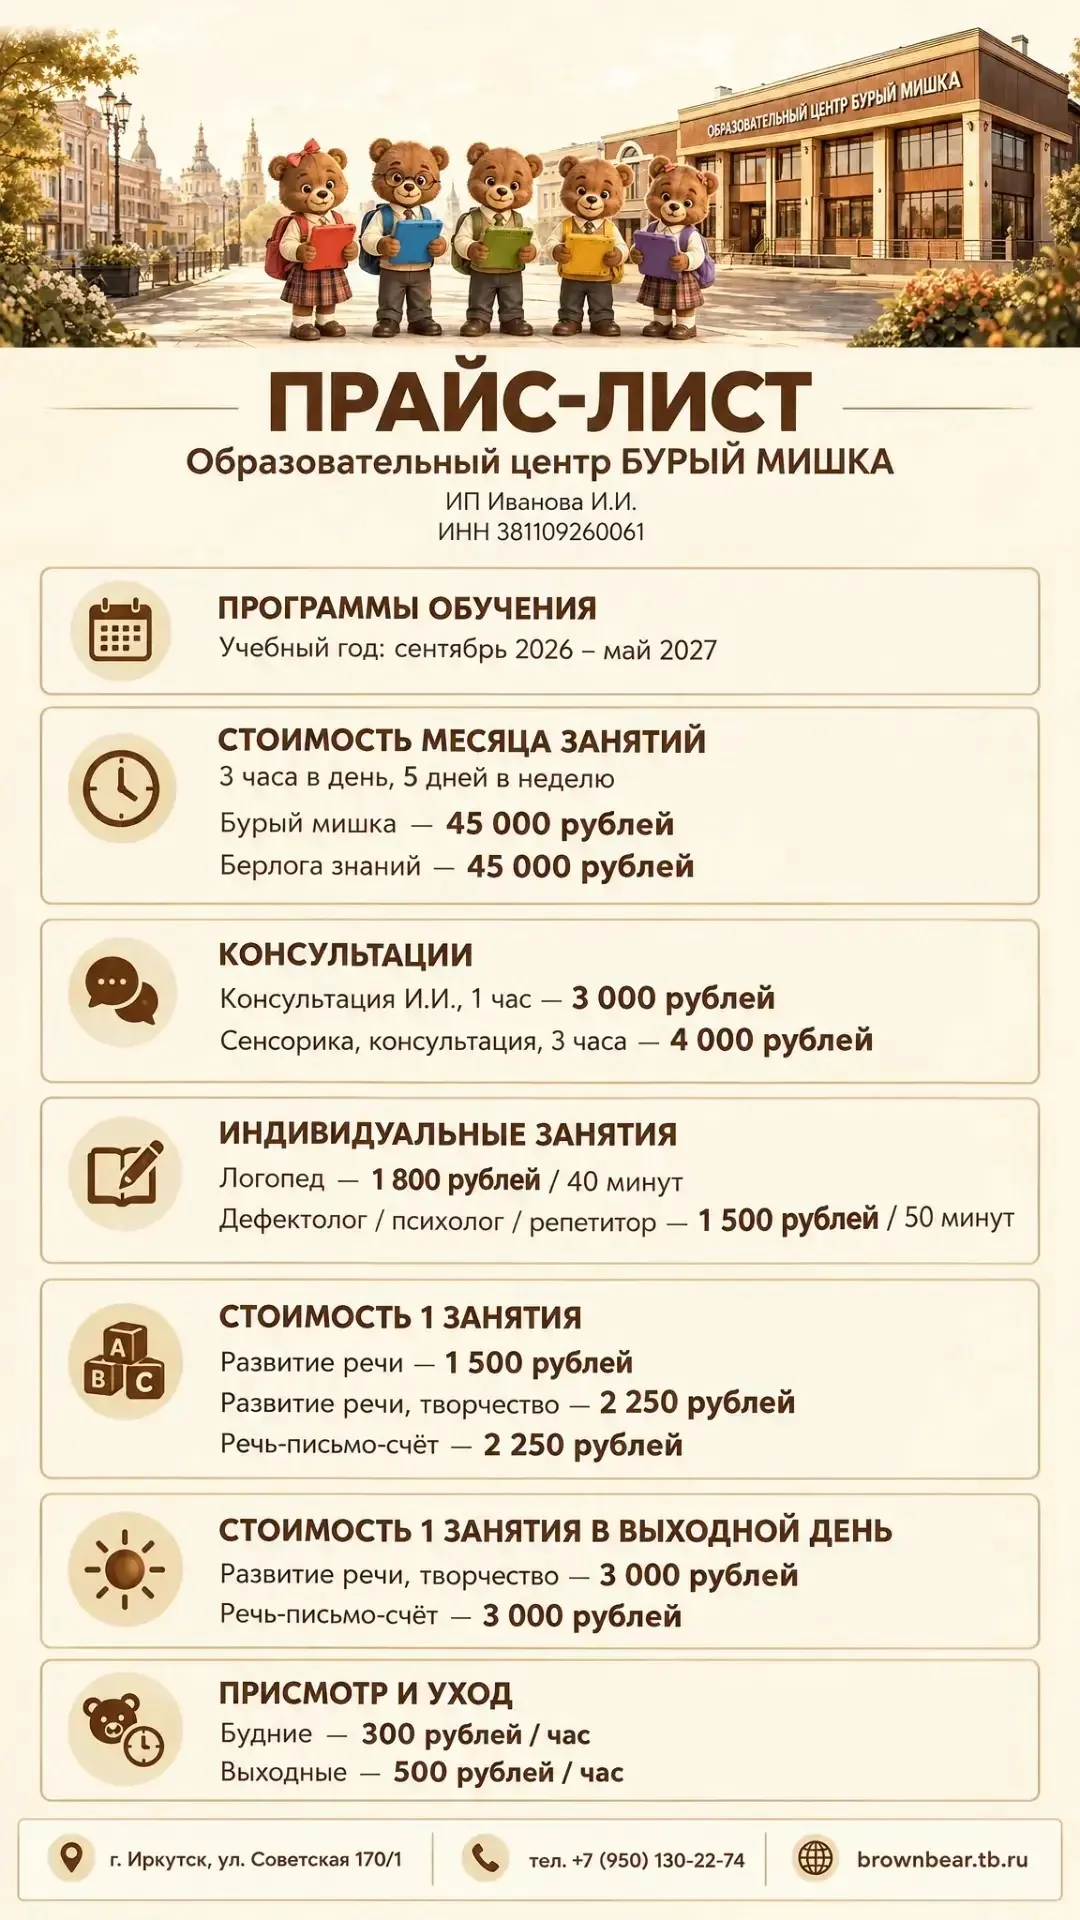 ОБРАЗОВАТЕЛЬНЫЙ ЦЕНТР БУРЫЙ МИШКА
ПРАЙС-ЛИСТ
Образовательный центр БУРЫЙ МИШКА
ИП Иванова И.И.
ИНН 381109260061
ПРОГРАММЫ ОБУЧЕНИЯ
Учебный год: сентябрь 2026 – май 2027
СТОИМОСТЬ МЕСЯЦА ЗАНЯТИЙ
3 часа в день, 5 дней в неделю
Бурый мишка — 45 000 рублей
Берлога знаний — 45 000 рублей
КОНСУЛЬТАЦИИ
Консультация И.И., 1 час — 3 000 рублей
Сенсорика, консультация, 3 часа — 4 000 рублей
ИНДИВИДУАЛЬНЫЕ ЗАНЯТИЯ
Логопед — 1 800 рублей / 40 минут
Дефектолог / психолог / репетитор — 1 500 рублей / 50 минут
A
B C
СТОИМОСТЬ 1 ЗАНЯТИЯ
Развитие речи — 1 500 рублей
Развитие речи, творчество — 2 250 рублей
Речь-письмо-счёт — 2 250 рублей
СТОИМОСТЬ 1 ЗАНЯТИЯ В ВЫХОДНОЙ ДЕНЬ
Развитие речи, творчество — 3 000 рублей
Речь-письмо-счёт — 3 000 рублей
ПРИСМОТР И УХОД
Будние — 300 рублей / час
Выходные — 500 рублей / час
г. Иркутск, ул. Советская 170/1
тел. +7 (950) 130-22-74
brownbear.tb.ru